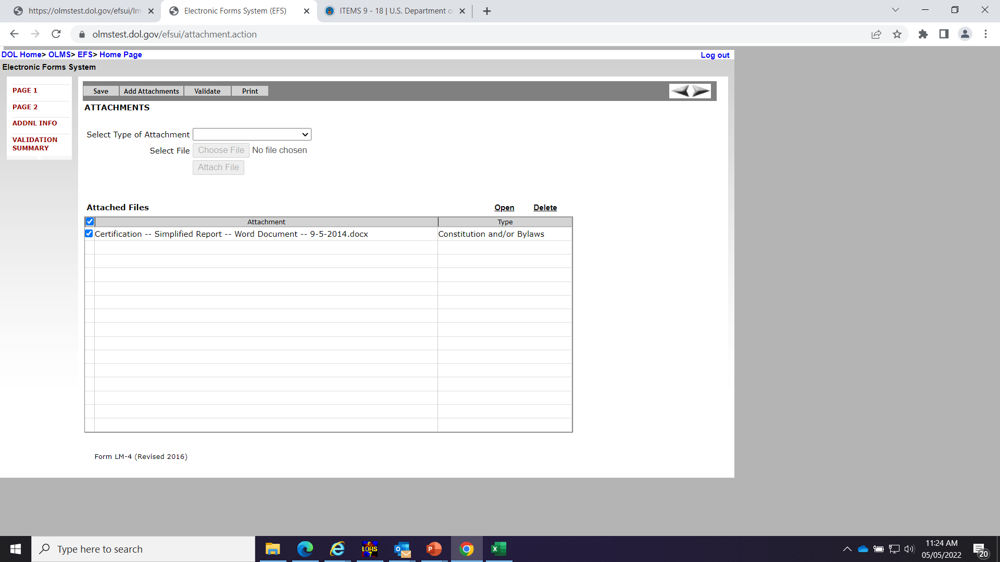 https://olmstest.dol.gov/efsui/lm
Electronic Forms System (EFS)
ITEMS 9 - 18 | U.S. Department o
olmstest.dol.gov/efsui/attachment.action
DOL Home> OLMS> EFS> Home Page
Log out
Electronic Forms System
PAGE 1
PAGE 2
ADDNL INFO
VALIDATION
SUMMARY
Save
Add Attachments
Validate
Print
ATTACHMENTS
Select Type of Attachment
Select File Choose File No file chosen
Attach File
Attached Files
Open
Delete
Attachment
Type
Certification -- Simplified Report -- Word Document -- 9-5-2014.docx
Constitution and/or Bylaws
Form LM-4 (Revised 2016)
Type here to search
e.LORS
7
11:24 AM
05/05/2022
20